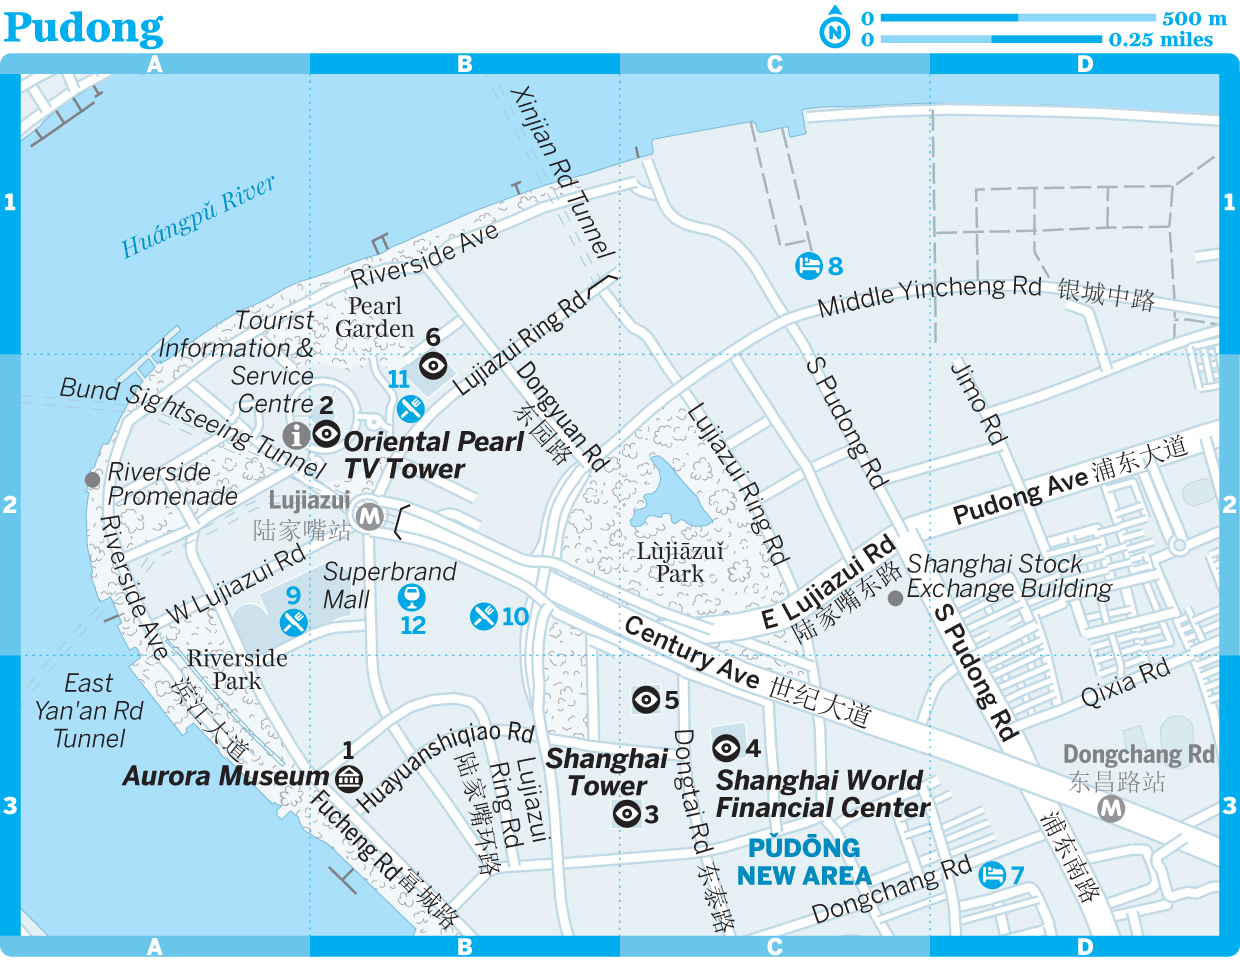 Pudong
0 500 m
N
0 0.25 miles
A B C D
1
1
Xinjian Rd Tunnel
Huángpǔ River
Riverside Ave
8
Middle Yincheng Rd 银城中路
Pearl
Garden
Tourist
Information &
Service
Centre
6
Lujiazui Ring Rd
11
2
Bund Sightseeing Tunnel
Dongyuan Rd
东园路
S Pudong Rd
Jimo Rd
i
Oriental Pearl
TV Tower
Lujiazui Ring Rd
Pudong Ave 浦东大道
Riverside
Promenade
Lujiazui
陆家嘴站
M
2
2
Riverside Ave
W Lujiazui Rd
Lùjiāzuǐ
Park
E Lujiazui Rd
陆家嘴东路
Shanghai Stock
Exchange Building
Superbrand
Mall
9
12
10
Century Ave 世纪大道
S Pudong Rd
Riverside
Park
Qixia Rd
East
Yan'an Rd
Tunnel
滨江大道
5
4
1
Aurora Museum
Huayuanshiqiao Rd
陆家嘴环路
Lujiazui
Ring Rd
Shanghai
Tower
3
Dongtai Rd 东泰路
Shanghai World
Financial Center
Dongchang Rd
东昌路站
M
3
3
Fucheng Rd 富城路
PǓDŌNG
NEW AREA
Dongchang Rd
7
浦东南路
A B C D